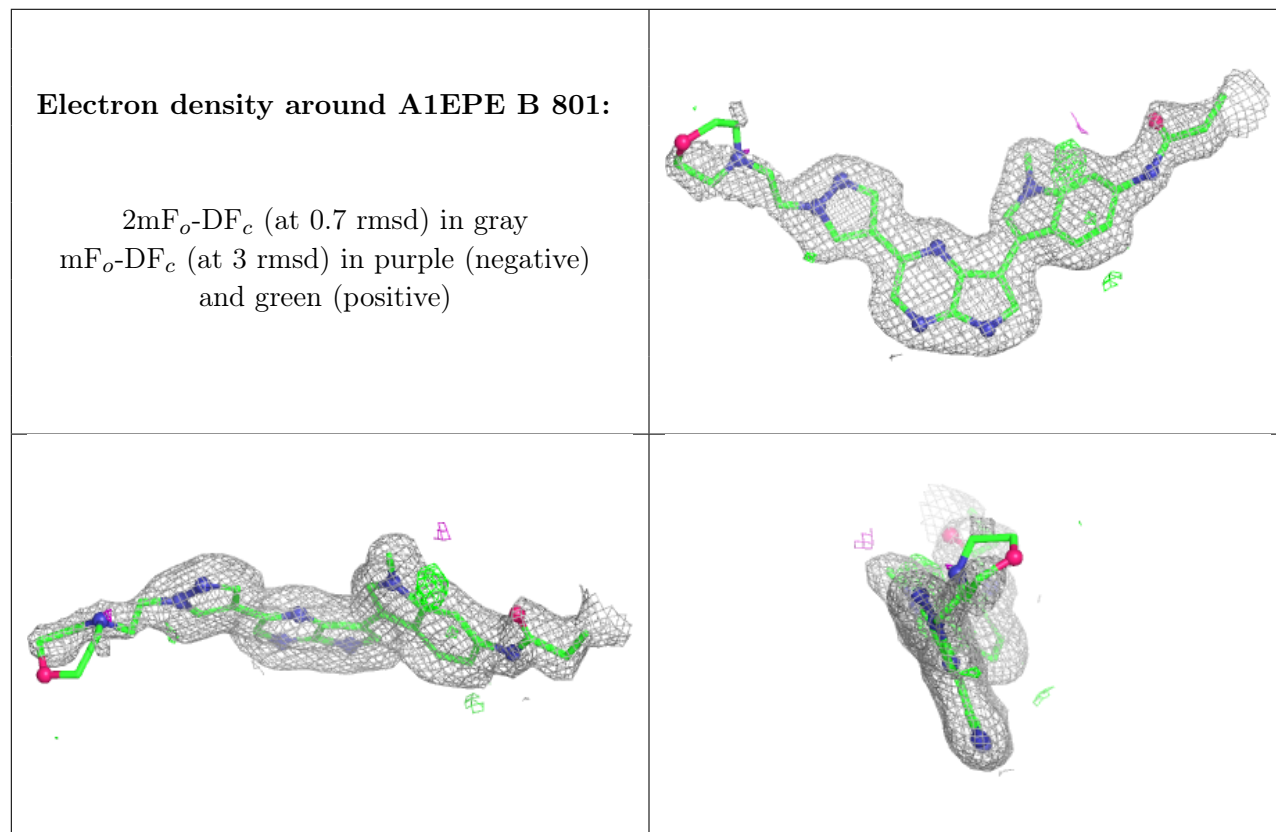 Electron density around A1EPE B 801:
2mFo-DFc (at 0.7 rmsd) in gray
mFo-DFc (at 3 rmsd) in purple (negative)
and green (positive)